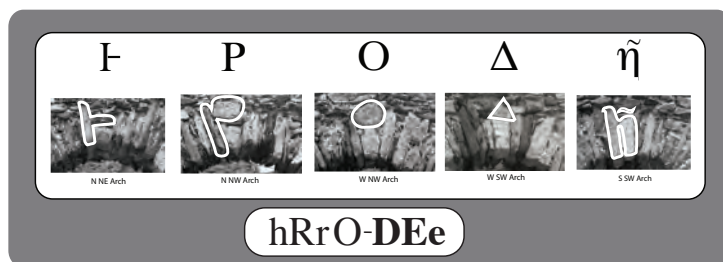 Ͱ Ρ Ο Δ η̃
N NE Arch N NW Arch W NW Arch W SW Arch S SW Arch
hRrO-DEe